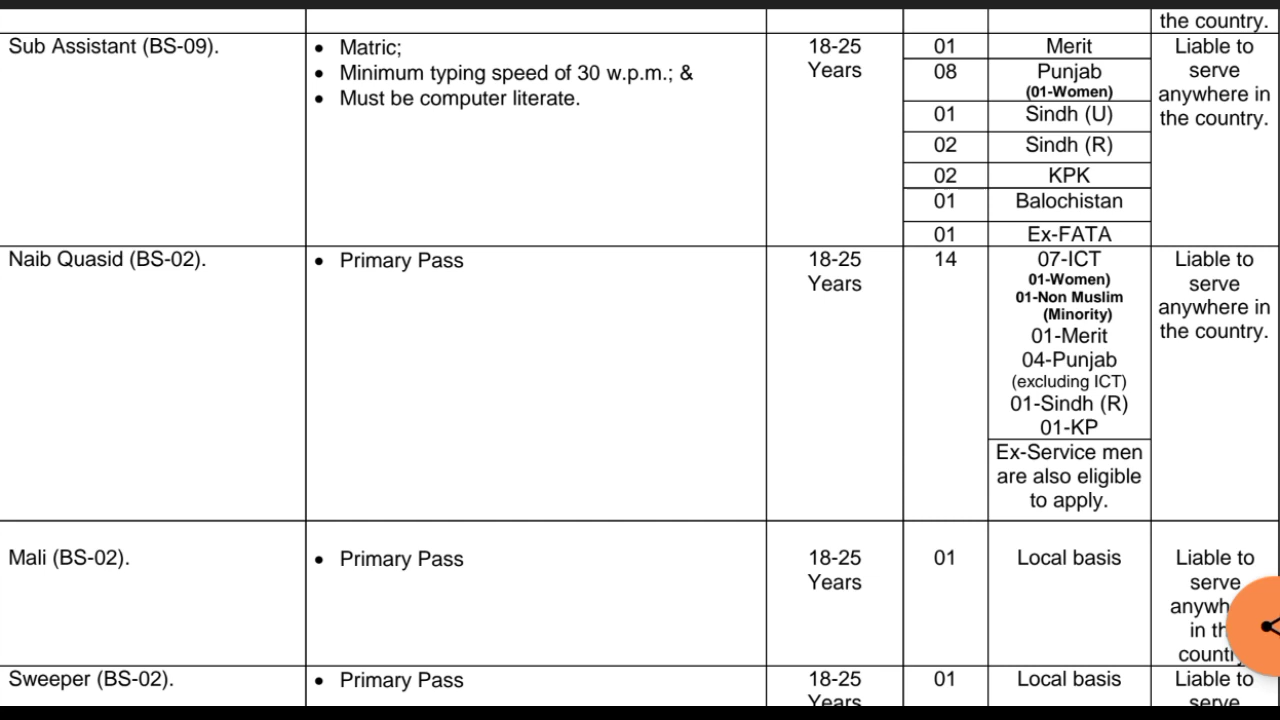 the country.
Sub Assistant (BS-09).
• Matric;
• Minimum typing speed of 30 w.p.m.; &
• Must be computer literate.
18-25
Years
01
Merit
08
Punjab
(01-Women)
01
Sindh (U)
02
Sindh (R)
02
KPK
01
Balochistan
01
Ex-FATA
Liable to
serve
anywhere in
the country.
Naib Quasid (BS-02).
• Primary Pass
18-25
Years
14
07-ICT
01-Women)
01-Non Muslim
(Minority)
01-Merit
04-Punjab
(excluding ICT)
01-Sindh (R)
01-KP
Ex-Service men
are also eligible
to apply.
Liable to
serve
anywhere in
the country.
Mali (BS-02).
• Primary Pass
18-25
Years
01
Local basis
Liable to
serve
in
Sweeper (BS-02).
• Primary Pass
18-25
Years
01
Local basis
Liable to
serve